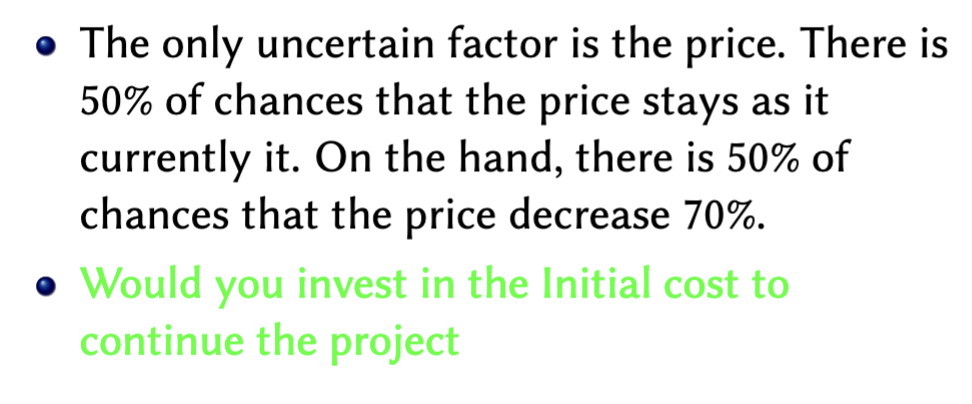 The only uncertain factor is the price. There is
50% of chances that the price stays as it
currently it. On the hand, there is 50% of
chances that the price decrease 70%.
Would you invest in the Initial cost to
continue the project